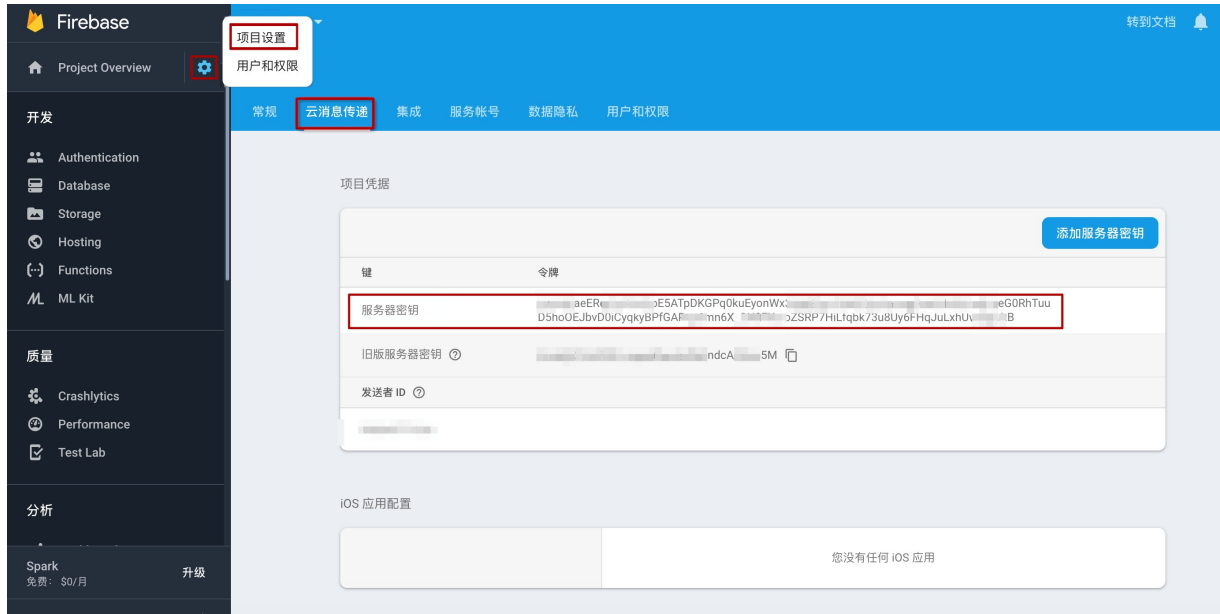 Firebase
项目设置
转到文档
Project Overview
用户和权限
常规 云消息传递 集成 服务帐号 数据隐私 用户和权限
开发
Authentication
Database
Storage
Hosting
Functions
ML Kit
质量
Crashlytics
Performance
Test Lab
分析
Spark
免费: $0/月
升级
项目凭据
添加服务器密钥
键 令牌
服务器密钥
旧版服务器密钥
发送者 ID
iOS 应用配置
您没有任何 iOS 应用